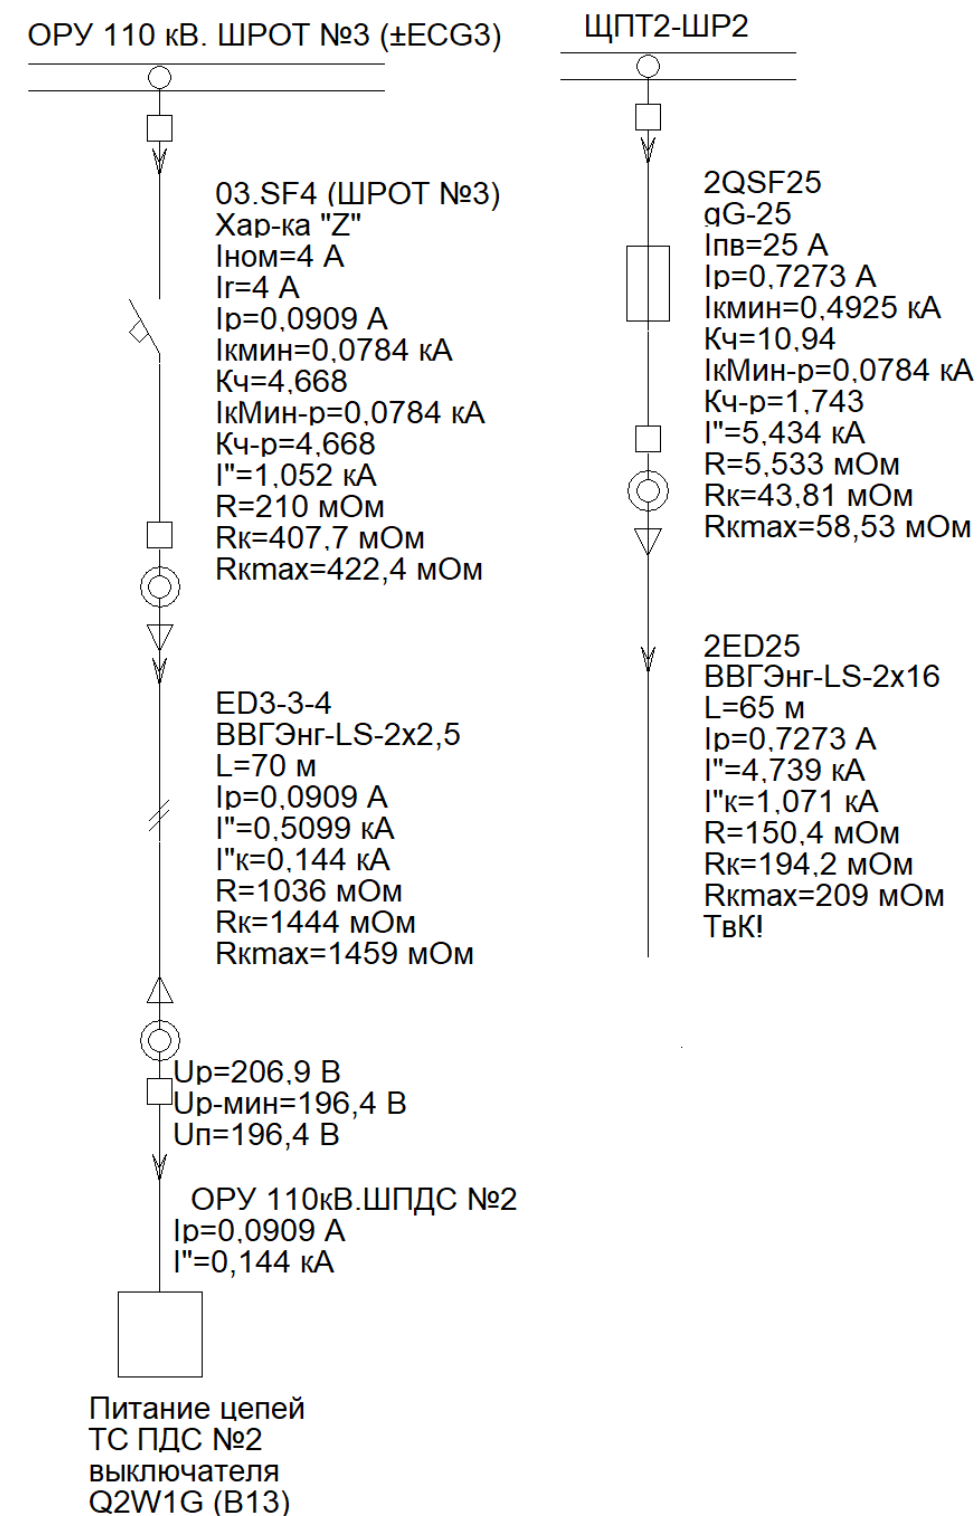 ОРУ 110 кВ. ШРОТ №3 (±ECG3)
03.SF4 (ШРОТ №3)
Хар-ка "Z"
Iном=4 А
Ir=4 А
Iр=0,0909 А
Iкмин=0,0784 кА
Кч=4,668
IкМин-р=0,0784 кА
Кч-р=4,668
I"=1,052 кА
R=210 мОм
Rк=407,7 мОм
Rкmax=422,4 мОм
ED3-3-4
ВВГЭнг-LS-2х2,5
L=70 м
Iр=0,0909 А
I"=0,5099 кА
I"к=0,144 кА
R=1036 мОм
Rк=1444 мОм
Rкmax=1459 мОм
Uр=206,9 В
Uр-мин=196,4 В
Uп=196,4 В
ОРУ 110кВ.ШПДС №2
Iр=0,0909 А
I"=0,144 кА
Питание цепей
ТС ПДС №2
выключателя
Q2W1G (B13)
ЩПТ2-ШР2
2QSF25
gG-25
Iпв=25 А
Iр=0,7273 А
Iкмин=0,4925 кА
Кч=10,94
IкМин-р=0,0784 кА
Кч-р=1,743
I"=5,434 кА
R=5,533 мОм
Rк=43,81 мОм
Rкmax=58,53 мОм
2ED25
ВВГЭнг-LS-2х16
L=65 м
Iр=0,7273 А
I"=4,739 кА
I"к=1,071 кА
R=150,4 мОм
Rк=194,2 мОм
Rкmax=209 мОм
ТвК!